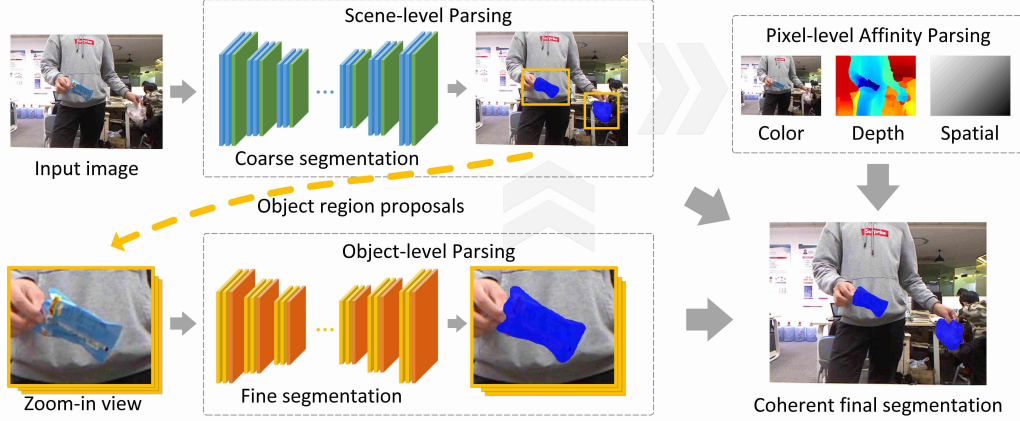 Scene-level Parsing
Pixel-level Affinity Parsing
Color
Depth
Spatial
Input image
Coarse segmentation
Object region proposals
Object-level Parsing
Zoom-in view
Fine segmentation
Coherent final segmentation